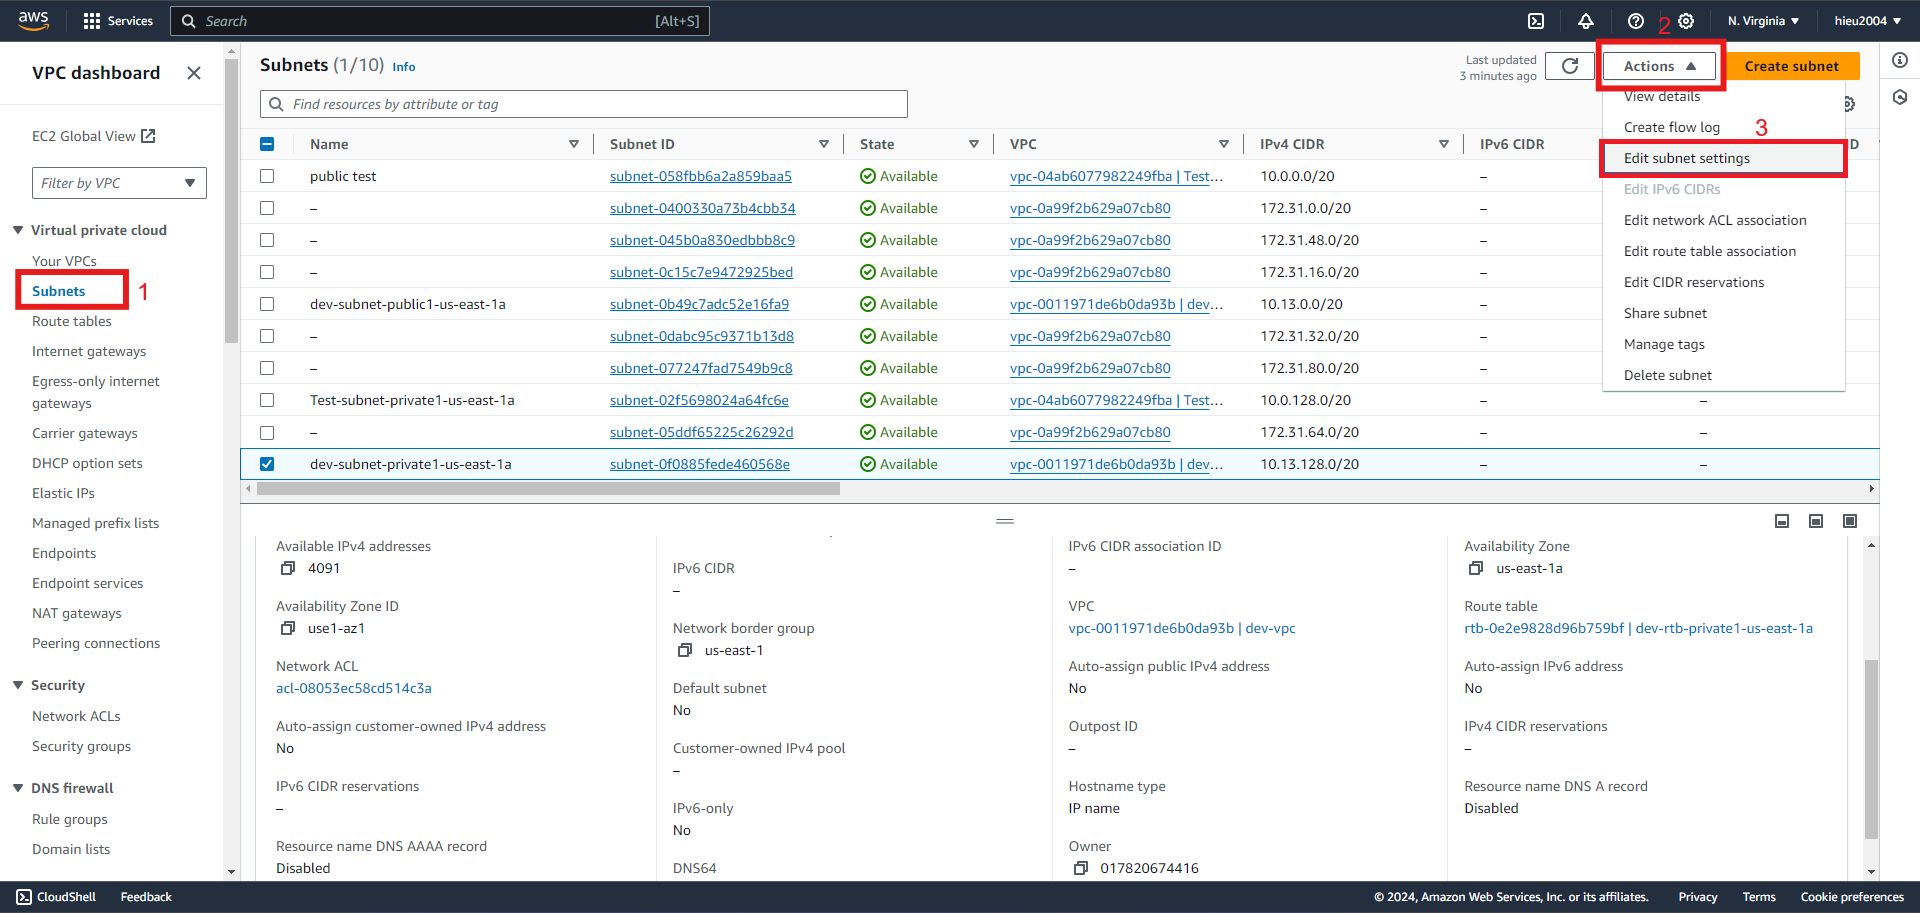 aws
Services
Search
[Alt+S]
2
N. Virginia
hieu2004
VPC dashboard
EC2 Global View
Filter by VPC
Virtual private cloud
Your VPCs
Subnets
1
Route tables
Internet gateways
Egress-only internet
gateways
Carrier gateways
DHCP option sets
Elastic IPs
Managed prefix lists
Endpoints
Endpoint services
NAT gateways
Peering connections
Security
Network ACLs
Security groups
DNS firewall
Rule groups
Domain lists
Subnets (1/10) Info
Last updated
3 minutes ago
Actions
Create subnet
Find resources by attribute or tag
View details
Create flow log
3
Edit subnet settings
Edit IPv6 CIDRs
Edit network ACL association
Edit route table association
Edit CIDR reservations
Share subnet
Manage tags
Delete subnet
Name Subnet ID State VPC IPv4 CIDR IPv6 CIDR ID
public test subnet-058fbb6a2a859baa5 Available vpc-04ab6077982249fba | Test... 10.0.0.0/20 –
– subnet-0400330a73b4cbb34 Available vpc-0a99f2b629a07cb80 172.31.0.0/20 –
– subnet-045b0a830edbbb8c9 Available vpc-0a99f2b629a07cb80 172.31.48.0/20 –
– subnet-0c15c7e9472925bed Available vpc-0a99f2b629a07cb80 172.31.16.0/20 –
dev-subnet-public1-us-east-1a subnet-0b49c7adc52e16fa9 Available vpc-0011971de6b0da93b | dev-... 10.13.0.0/20 –
– subnet-0dabc95c9371b13d8 Available vpc-0a99f2b629a07cb80 172.31.32.0/20 –
– subnet-077247fad7549b9c8 Available vpc-0a99f2b629a07cb80 172.31.80.0/20 –
Test-subnet-private1-us-east-1a subnet-02f5698024a64fc6e Available vpc-04ab6077982249fba | Test... 10.0.128.0/20 – –
– subnet-05ddf65225c26292d Available vpc-0a99f2b629a07cb80 172.31.64.0/20 – –
dev-subnet-private1-us-east-1a subnet-0f0885fede460568e Available vpc-0011971de6b0da93b | dev-... 10.13.128.0/20 – –
Available IPv4 addresses
4091
Availability Zone ID
use1-az1
Network ACL
acl-08053ec58cd514c3a
Auto-assign customer-owned IPv4 address
No
IPv6 CIDR reservations
–
Resource name DNS AAAA record
Disabled
IPv6 CIDR
–
Network border group
us-east-1
Default subnet
No
Customer-owned IPv4 pool
–
IPv6-only
No
DNS64
IPv6 CIDR association ID
–
VPC
vpc-0011971de6b0da93b | dev-vpc
Auto-assign public IPv4 address
No
Outpost ID
–
Hostname type
IP name
Owner
017820674416
Availability Zone
us-east-1a
Route table
rtb-0e2e9828d96b759bf | dev-rtb-private1-us-east-1a
Auto-assign IPv6 address
No
IPv4 CIDR reservations
–
Resource name DNS A record
Disabled
CloudShell
Feedback
© 2024, Amazon Web Services, Inc. or its affiliates.
Privacy
Terms
Cookie preferences